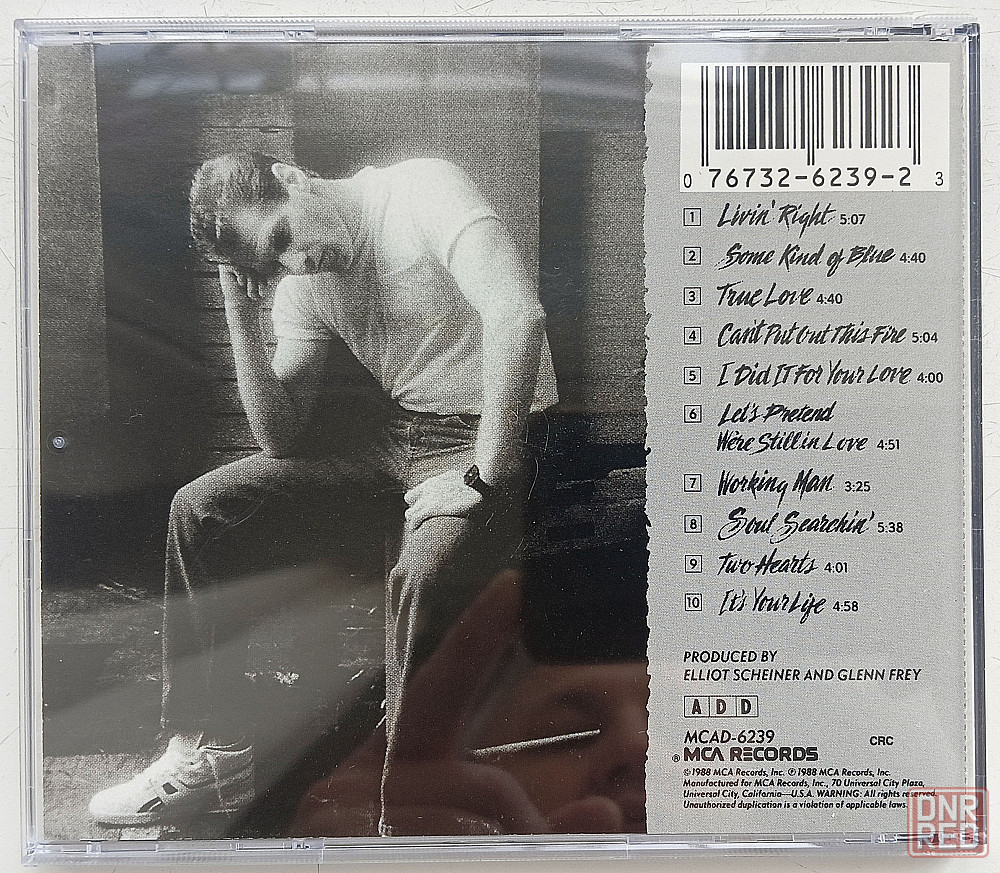 0 76732-6239-2 3
1 Livin' Right 5:07
2 Some Kind of Blue 4:40
3 True Love 4:40
4 Can't Put Out This Fire 5:04
5 I Did It For Your Love 4:00
6 Let's Pretend
We're Still in Love 4:51
7 Working Man 3:25
8 Soul Searchin' 5:38
9 Two Hearts 4:01
10 It's Your Life 4:58
PRODUCED BY
ELLIOT SCHEINER AND GLENN FREY
A D D
MCAD-6239 CRC
® MCA RECORDS
©1988 MCA Records, Inc. ℗1988 MCA Records, Inc.
Manufactured for MCA Records, Inc., 70 Universal City Plaza,
Universal City, California—U.S.A. WARNING: All rights reserved.
Unauthorized duplication is a violation of applicable laws.
DNR
RED